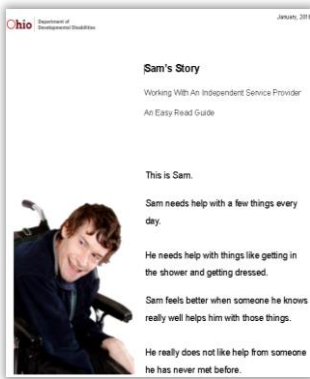 Ohio
Department of
Developmental Disabilities
Sam's Story
Working With An Independent Service Provider
An Easy Read Guide
This is Sam.
Sam needs help with a few things every
day.
He needs help with things like getting in
the shower and getting dressed.
Sam feels better when someone he knows
really well helps him with those things.
He really does not like help from someone
he has never met before.